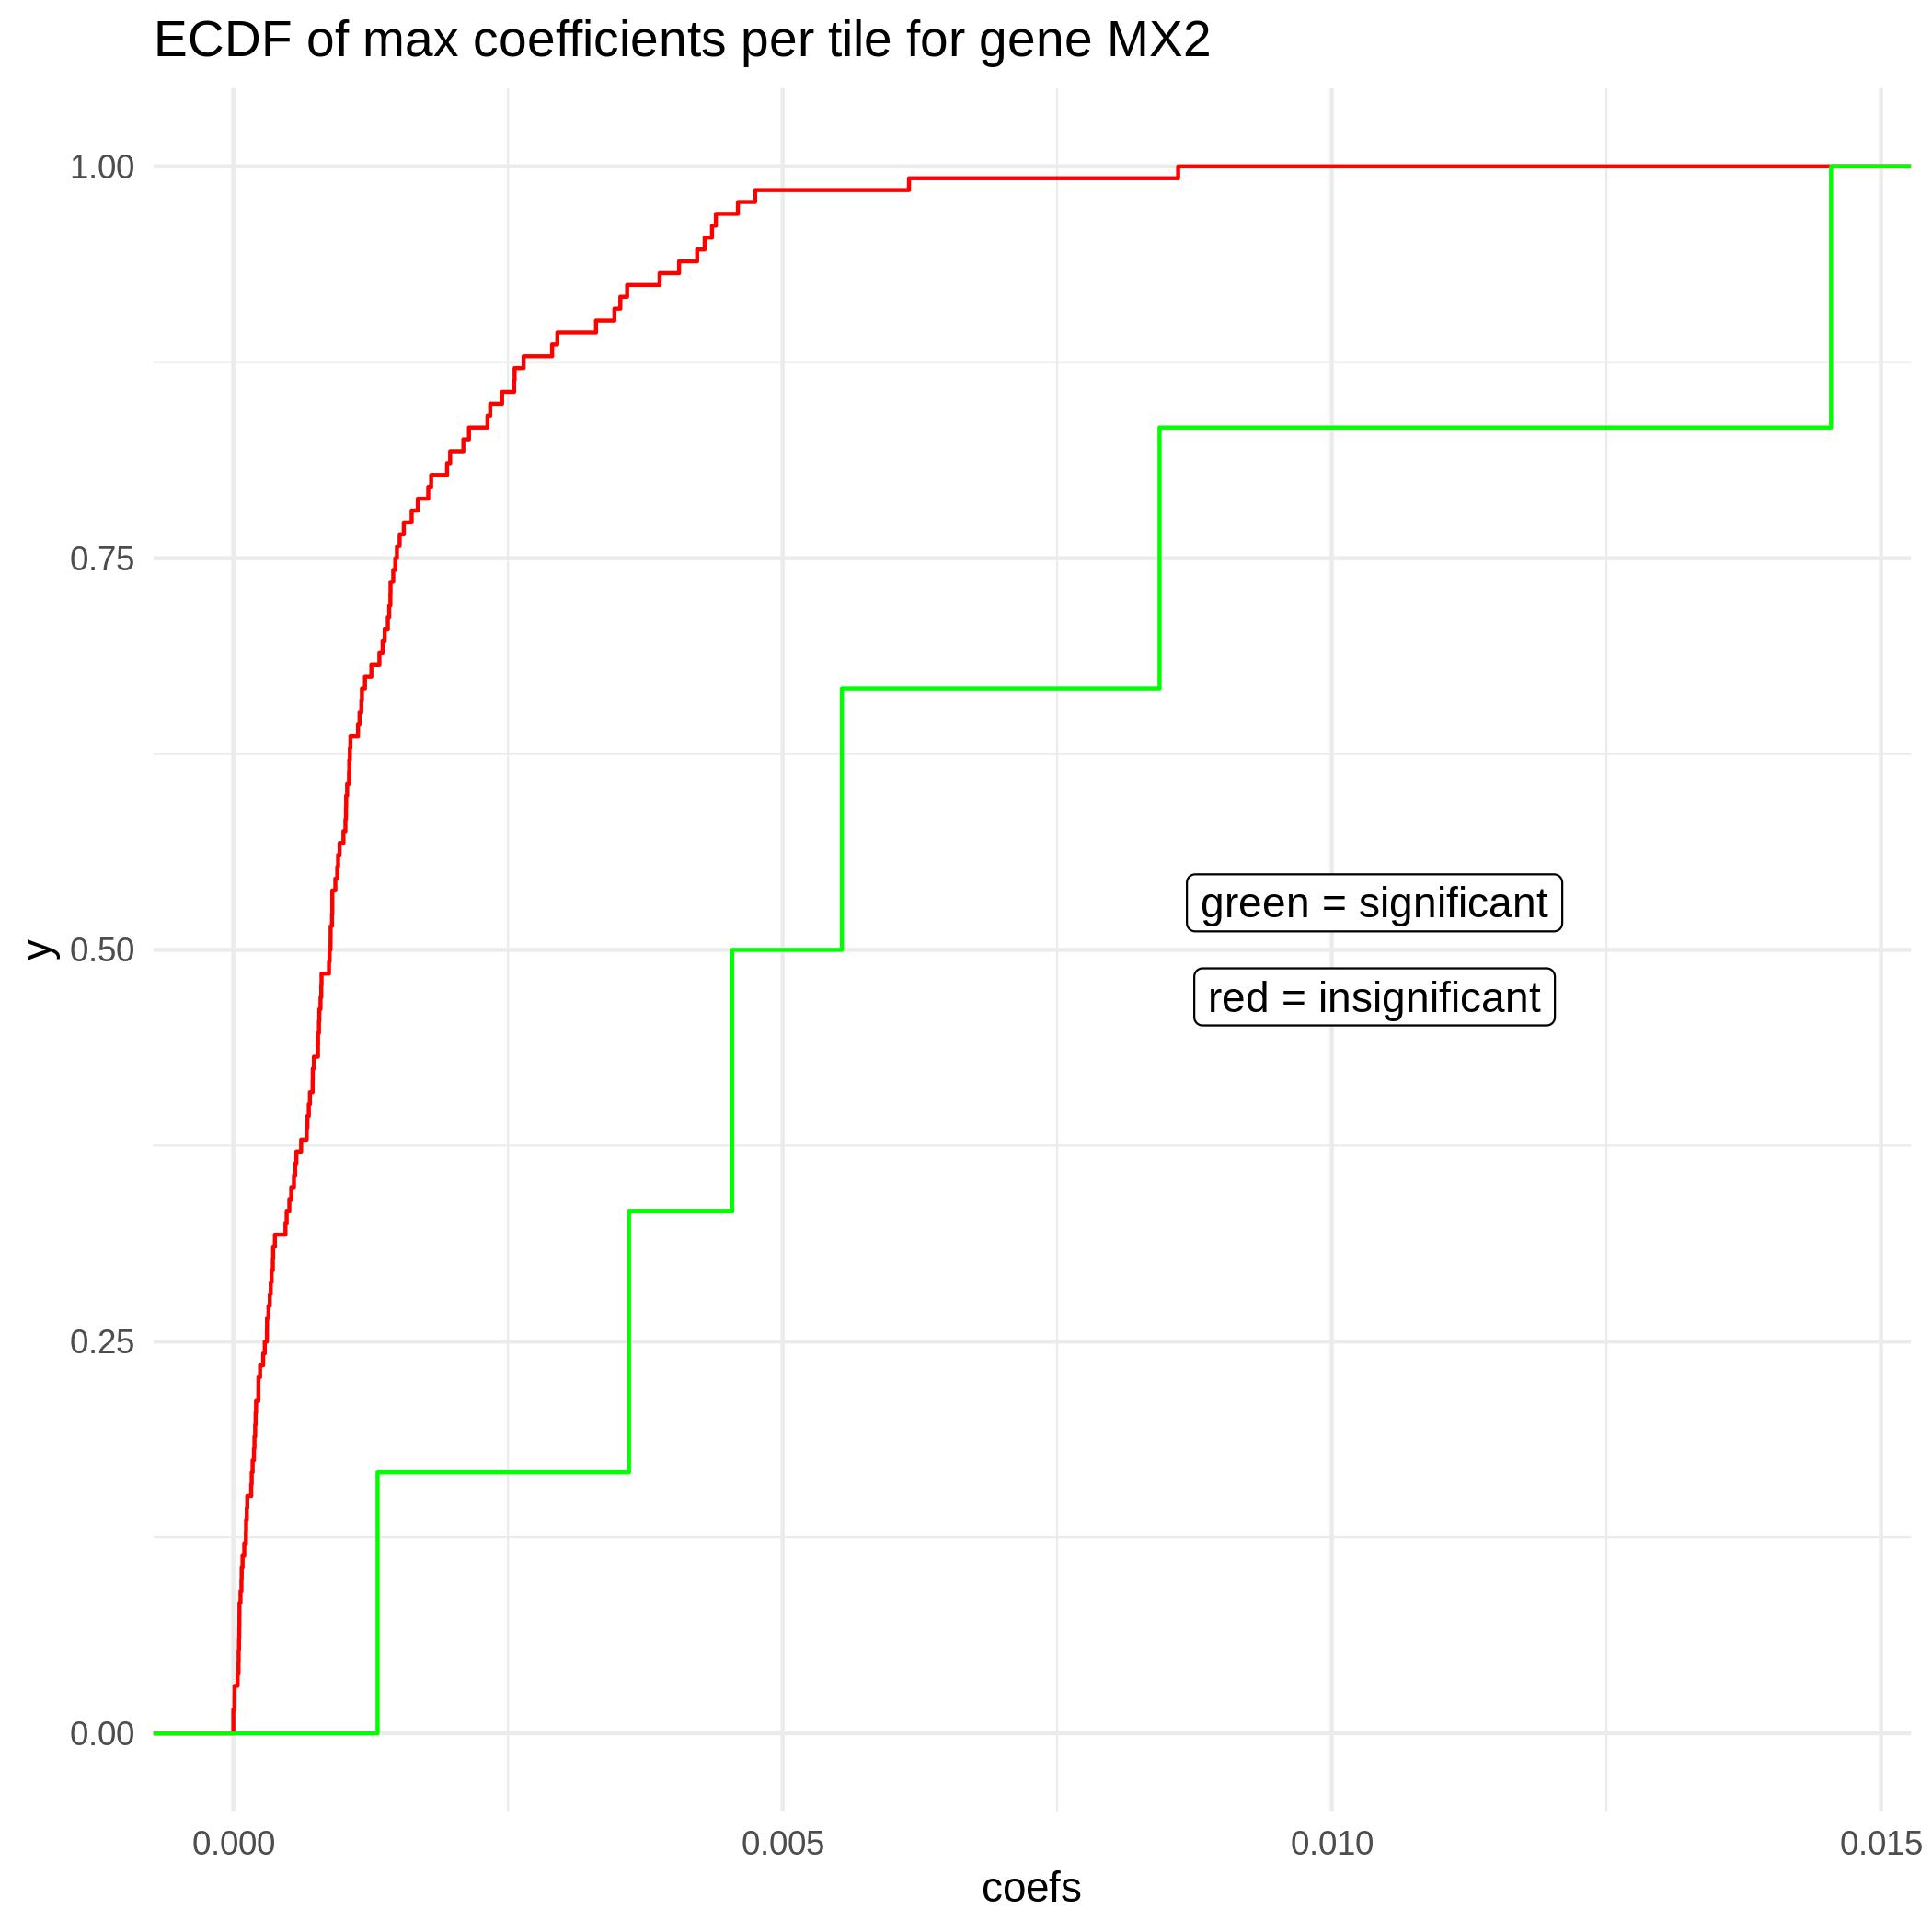 ECDF of max coefficients per tile for gene MX2
1.00
0.75
0.50
0.25
0.00
y
green = significant
red = insignificant
0.000
0.005
0.010
0.015
coefs